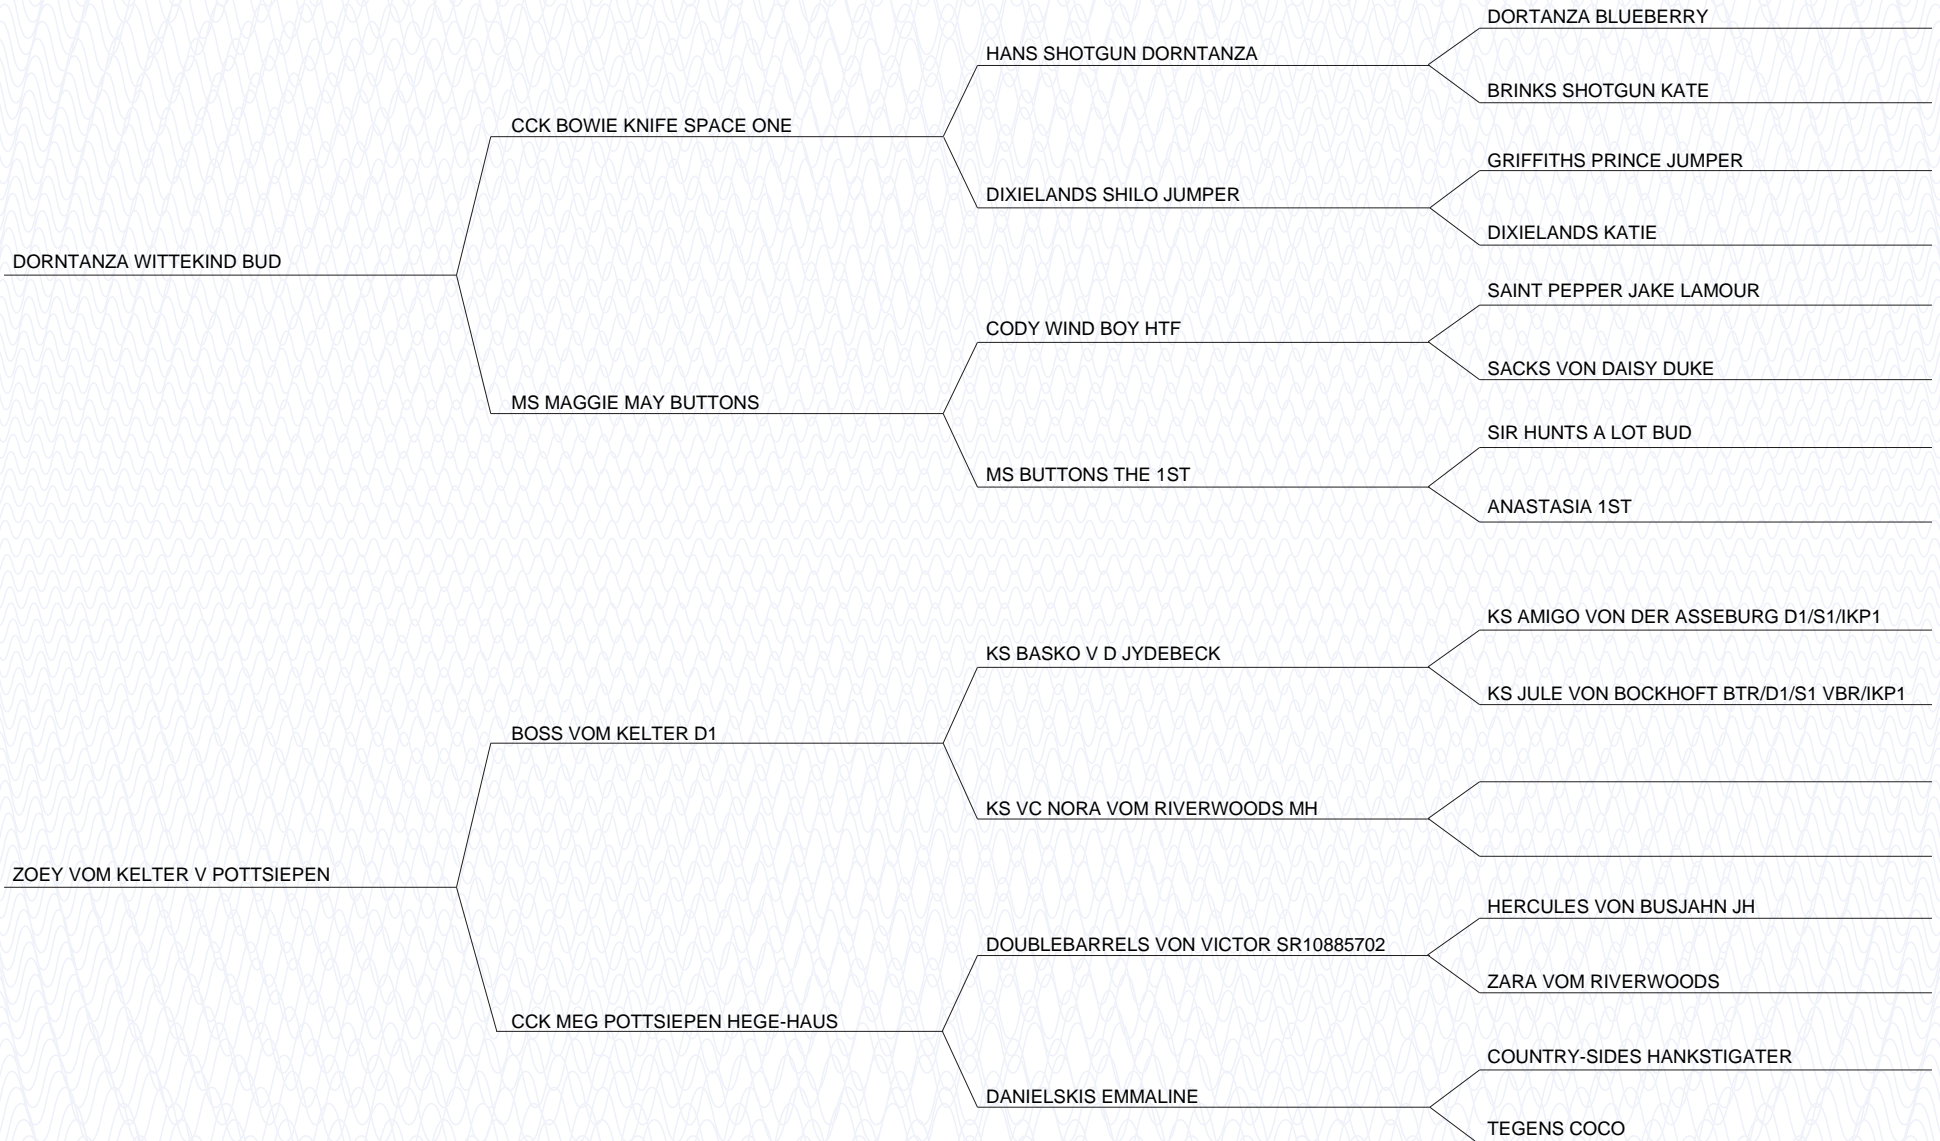 DORTANZA BLUEBERRY
HANS SHOTGUN DORNTANZA
BRINKS SHOTGUN KATE
CCK BOWIE KNIFE SPACE ONE
GRIFFITHS PRINCE JUMPER
DIXIELANDS SHILO JUMPER
DIXIELANDS KATIE
DORNTANZA WITTEKIND BUD
SAINT PEPPER JAKE LAMOUR
CODY WIND BOY HTF
SACKS VON DAISY DUKE
MS MAGGIE MAY BUTTONS
SIR HUNTS A LOT BUD
MS BUTTONS THE 1ST
ANASTASIA 1ST
KS AMIGO VON DER ASSEBURG D1/S1/IKP1
KS BASKO V D JYDEBECK
KS JULE VON BOCKHOFT BTR/D1/S1 VBR/IKP1
BOSS VOM KELTER D1
KS VC NORA VOM RIVERWOODS MH
ZOEY VOM KELTER V POTTSIEPEN
HERCULES VON BUSJAHN JH
DOUBLEBARRELS VON VICTOR SR10885702
ZARA VOM RIVERWOODS
CCK MEG POTTSIEPEN HEGE-HAUS
COUNTRY-SIDES HANKSTIGATER
DANIELSKIS EMMALINE
TEGENS COCO